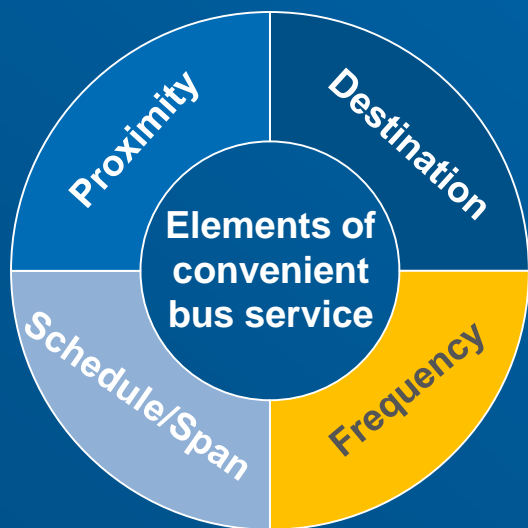 Proximity
Destination
Elements of
convenient
bus service
Schedule/Span
Frequency